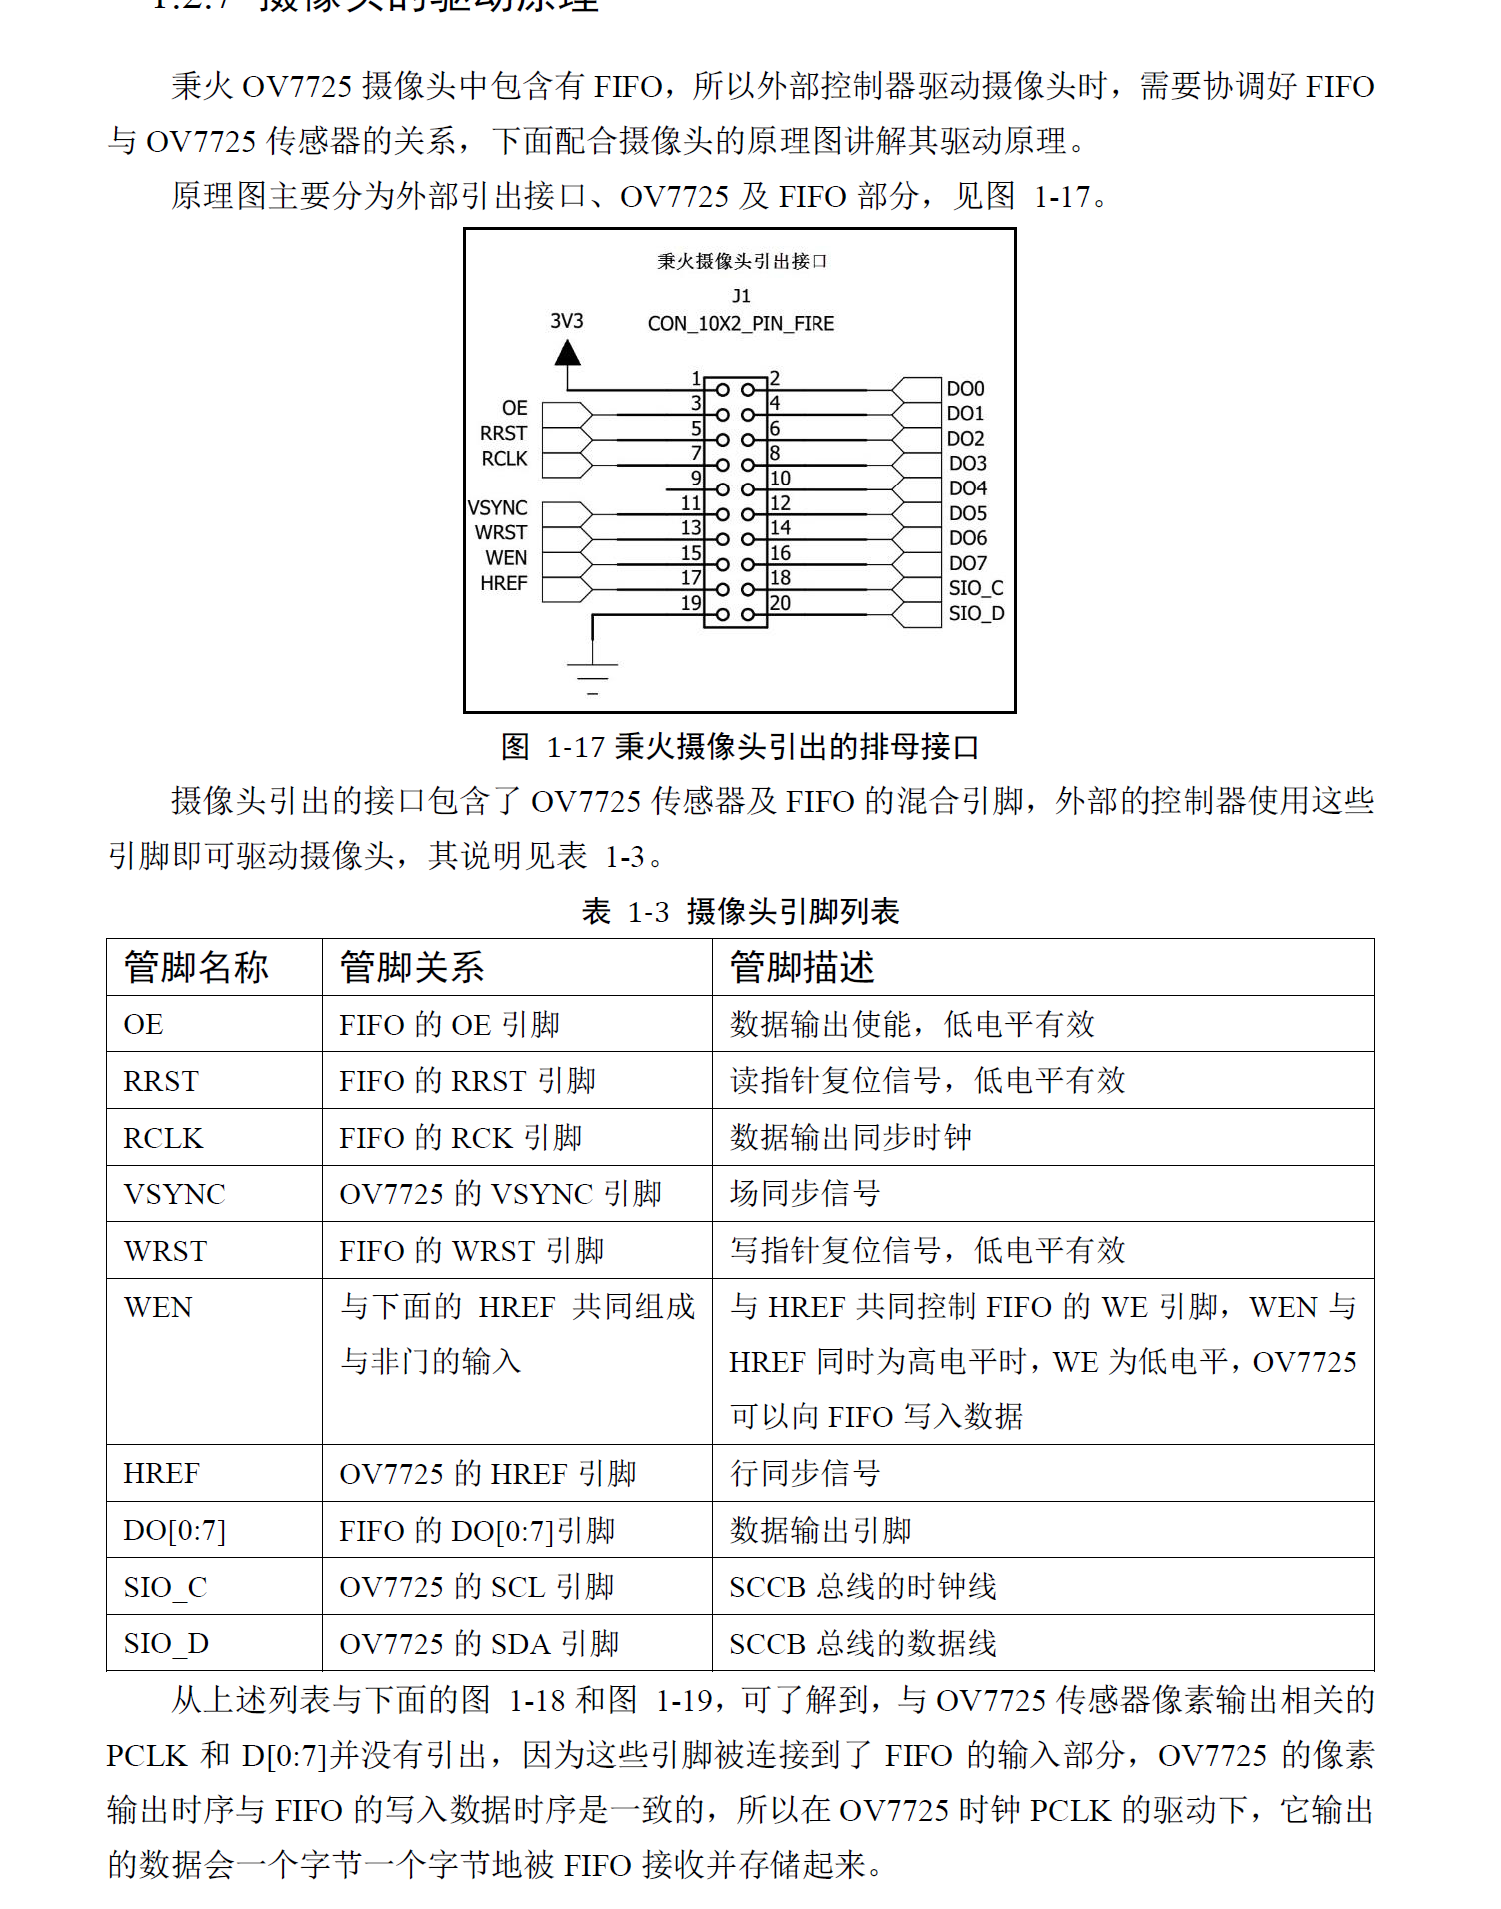 1.2.7 摄像头的驱动原理
秉火 OV7725 摄像头中包含有 FIFO，所以外部控制器驱动摄像头时，需要协调好 FIFO
与 OV7725 传感器的关系，下面配合摄像头的原理图讲解其驱动原理。
原理图主要分为外部引出接口、OV7725 及 FIFO 部分，见图 1-17。
秉火摄像头引出接口
J1
CON_10X2_PIN_FIRE
3V3
1 2 DO0
OE 3 4 DO1
RRST 5 6 DO2
RCLK 7 8 DO3
9 10 DO4
VSYNC 11 12 DO5
WRST 13 14 DO6
WEN 15 16 DO7
HREF 17 18 SIO_C
19 20 SIO_D
图 1-17 秉火摄像头引出的排母接口
摄像头引出的接口包含了 OV7725 传感器及 FIFO 的混合引脚，外部的控制器使用这些
引脚即可驱动摄像头，其说明见表 1-3。
表 1-3 摄像头引脚列表
管脚名称 管脚关系 管脚描述
OE FIFO 的 OE 引脚 数据输出使能，低电平有效
RRST FIFO 的 RRST 引脚 读指针复位信号，低电平有效
RCLK FIFO 的 RCK 引脚 数据输出同步时钟
VSYNC OV7725 的 VSYNC 引脚 场同步信号
WRST FIFO 的 WRST 引脚 写指针复位信号，低电平有效
WEN 与下面的 HREF 共同组成 与 HREF 共同控制 FIFO 的 WE 引脚，WEN 与
与非门的输入 HREF 同时为高电平时，WE 为低电平，OV7725
可以向 FIFO 写入数据
HREF OV7725 的 HREF 引脚 行同步信号
DO[0:7] FIFO 的 DO[0:7]引脚 数据输出引脚
SIO_C OV7725 的 SCL 引脚 SCCB 总线的时钟线
SIO_D OV7725 的 SDA 引脚 SCCB 总线的数据线
从上述列表与下面的图 1-18 和图 1-19，可了解到，与 OV7725 传感器像素输出相关的
PCLK 和 D[0:7]并没有引出，因为这些引脚被连接到了 FIFO 的输入部分，OV7725 的像素
输出时序与 FIFO 的写入数据时序是一致的，所以在 OV7725 时钟 PCLK 的驱动下，它输出
的数据会一个字节一个字节地被 FIFO 接收并存储起来。